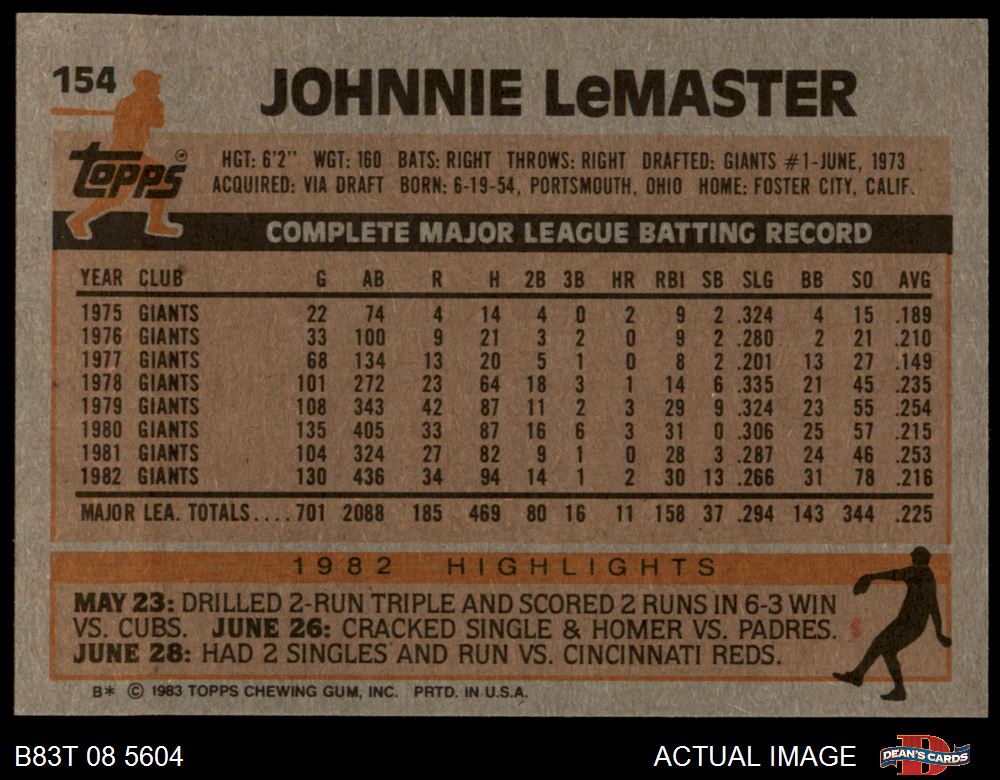 154
JOHNNIE LeMASTER
Topps®
HGT: 6'2" WGT: 160 BATS: RIGHT THROWS: RIGHT DRAFTED: GIANTS #1-JUNE, 1973
ACQUIRED: VIA DRAFT BORN: 6-19-54, PORTSMOUTH, OHIO HOME: FOSTER CITY, CALIF.
COMPLETE MAJOR LEAGUE BATTING RECORD
YEAR CLUB G AB R H 2B 3B HR RBI SB SLG BB SO AVG
1975 GIANTS 22 74 4 14 4 0 2 9 2 .324 4 15 .189
1976 GIANTS 33 100 9 21 3 2 0 9 2 .280 2 21 .210
1977 GIANTS 68 134 13 20 5 1 0 8 2 .201 13 27 .149
1978 GIANTS 101 272 23 64 18 3 1 14 6 .335 21 45 .235
1979 GIANTS 108 343 42 87 11 2 3 29 9 .324 23 55 .254
1980 GIANTS 135 405 33 87 16 6 3 31 0 .306 25 57 .215
1981 GIANTS 104 324 27 82 9 1 0 28 3 .287 24 46 .253
1982 GIANTS 130 436 34 94 14 1 2 30 13 .266 31 78 .216
MAJOR LEA. TOTALS....701 2088 185 469 80 16 11 158 37 .294 143 344 .225
1982 HIGHLIGHTS
MAY 23: DRILLED 2-RUN TRIPLE AND SCORED 2 RUNS IN 6-3 WIN
VS. CUBS. JUNE 26: CRACKED SINGLE & HOMER VS. PADRES.
JUNE 28: HAD 2 SINGLES AND RUN VS. CINCINNATI REDS.
B* © 1983 TOPPS CHEWING GUM, INC. PRTD. IN U.S.A.
B83T 08 5604 ACTUAL IMAGE DEAN'S CARDS